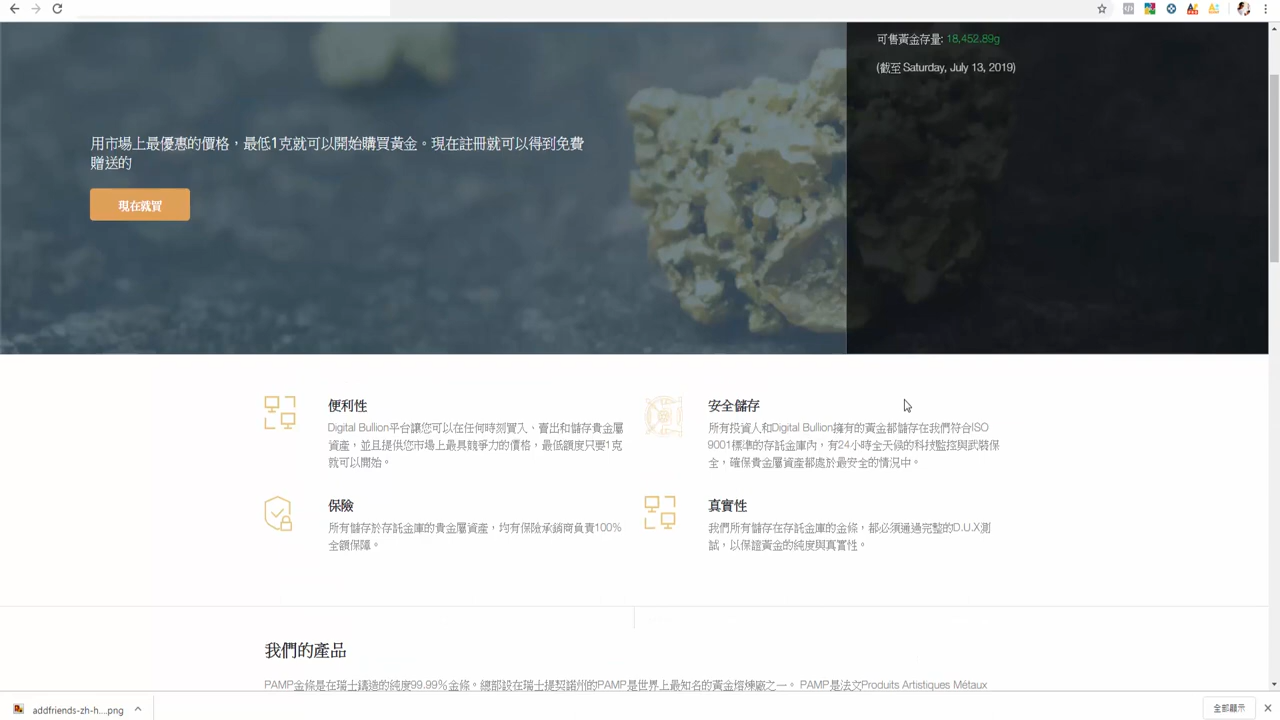 可售黃金存量: 18,452.89g
(截至 Saturday, July 13, 2019)
用市場上最優惠的價格，最低1克就可以開始購買黃金。現在註冊就可以得到免費
贈送的
現在就買
便利性
Digital Bullion平台讓您可以在任何時刻買入、賣出和儲存貴金屬
資產，並且提供您市場上最具競爭力的價格，最低額度只要1克
就可以開始。
安全儲存
所有投資人和Digital Bullion擁有的黃金都儲存在我們符合ISO
9001標準的存託金庫內，有24小時全天候的科技監控與武裝保
全，確保貴金屬資產都處於最安全的情況中。
保險
所有儲存於存託金庫的貴金屬資產，均有保險承銷商負責100%
全額保障。
真實性
我們所有儲存在存託金庫的金條，都必須通過完整的D.U.X測
試，以保證黃金的純度與真實性。
我們的產品
PAMP金條是在瑞士鑄造的純度99.99%金條。總部設在瑞士提契諾州的PAMP是世界上最知名的黃金熔煉廠之一。 PAMP是法文Produits Artistiques Métaux
addfriends-zh-h....png
全部顯示